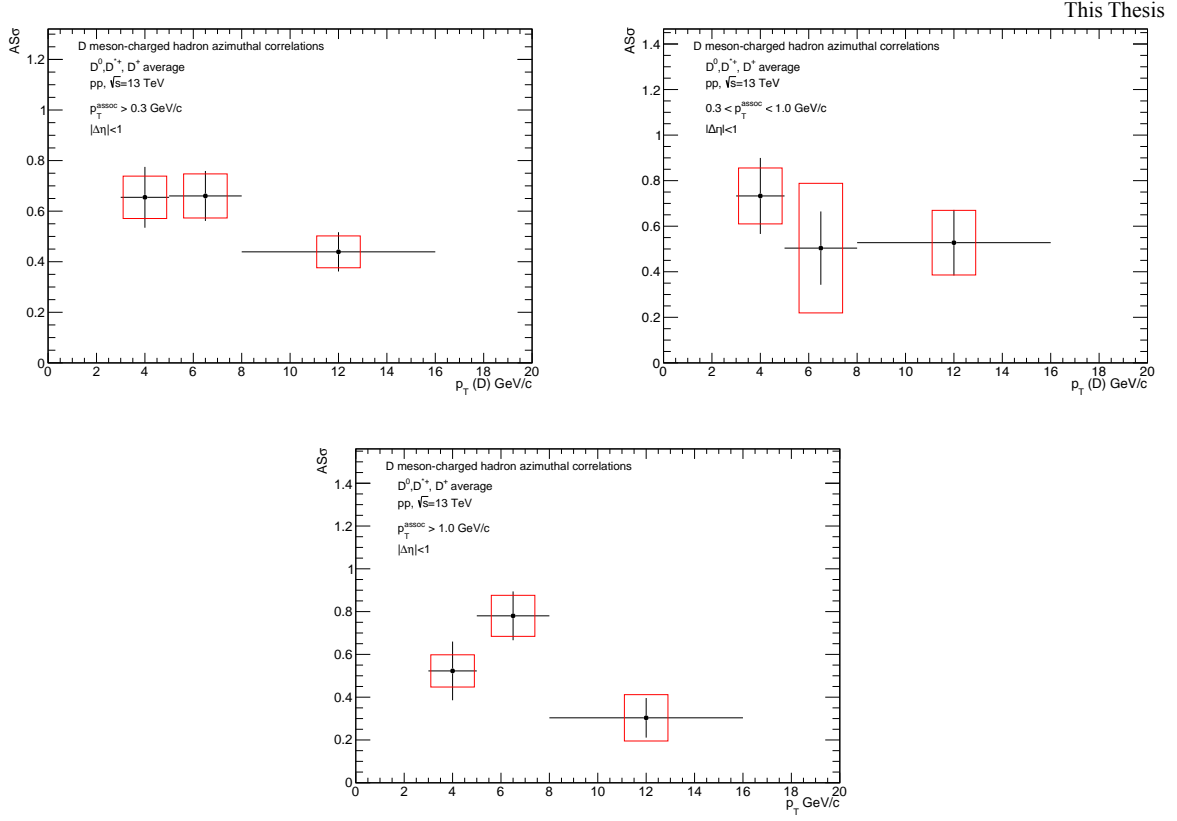 This Thesis
ASσ
D meson-charged hadron azimuthal correlations
D⁰,D*⁺, D⁺ average
pp, √s=13 TeV
p_T^assoc > 0.3 GeV/c
|Δη|<1
1.2
1
0.8
0.6
0.4
0.2
0
0 2 4 6 8 10 12 14 16 18 20
p_T (D) GeV/c
ASσ
D meson-charged hadron azimuthal correlations
D⁰,D*⁺, D⁺ average
pp, √s=13 TeV
0.3 < p_T^assoc < 1.0 GeV/c
|Δη|<1
1.4
1.2
1
0.8
0.6
0.4
0.2
0
0 2 4 6 8 10 12 14 16 18 20
p_T (D) GeV/c
ASσ
D meson-charged hadron azimuthal correlations
D⁰,D*⁺, D⁺ average
pp, √s=13 TeV
p_T^assoc > 1.0 GeV/c
|Δη|<1
1.4
1.2
1
0.8
0.6
0.4
0.2
0
0 2 4 6 8 10 12 14 16 18 20
p_T GeV/c